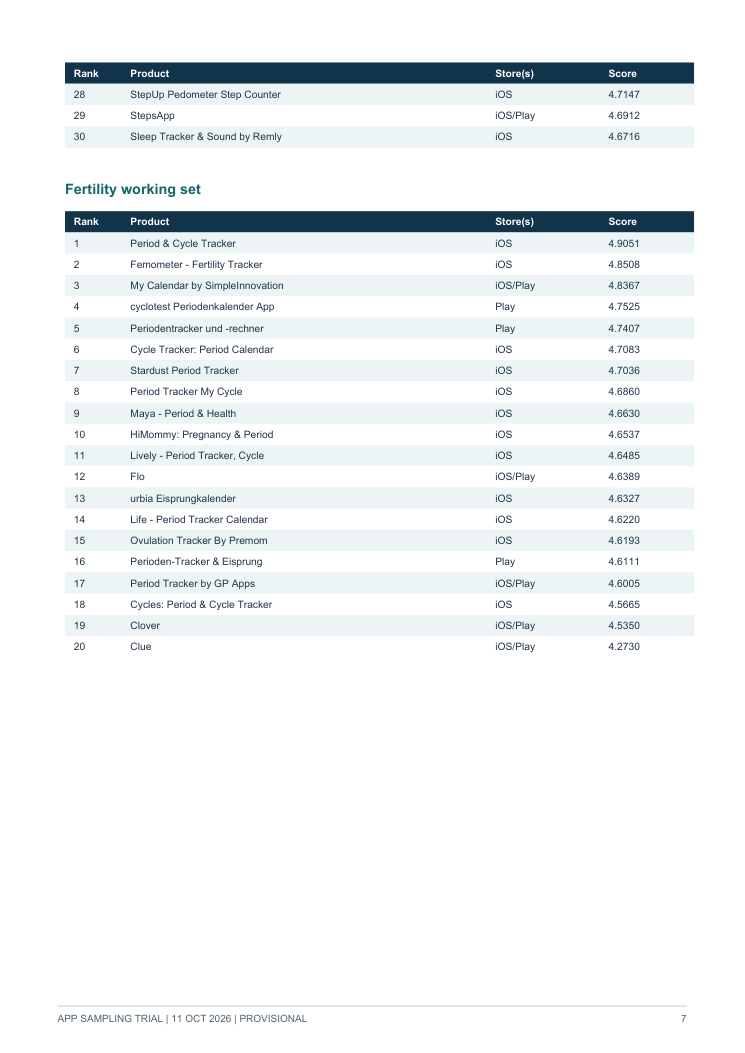 Rank Product Store(s) Score
28 StepUp Pedometer Step Counter iOS 4.7147
29 StepsApp iOS/Play 4.6912
30 Sleep Tracker & Sound by Remly iOS 4.6716
Fertility working set
Rank Product Store(s) Score
1 Period & Cycle Tracker iOS 4.9051
2 Femometer - Fertility Tracker iOS 4.8508
3 My Calendar by SimpleInnovation iOS/Play 4.8367
4 cyclotest Periodenkalender App Play 4.7525
5 Periodentracker und -rechner Play 4.7407
6 Cycle Tracker: Period Calendar iOS 4.7083
7 Stardust Period Tracker iOS 4.7036
8 Period Tracker My Cycle iOS 4.6860
9 Maya - Period & Health iOS 4.6630
10 HiMommy: Pregnancy & Period iOS 4.6537
11 Lively - Period Tracker, Cycle iOS 4.6485
12 Flo iOS/Play 4.6389
13 urbia Eisprungkalender iOS 4.6327
14 Life - Period Tracker Calendar iOS 4.6220
15 Ovulation Tracker By Premom iOS 4.6193
16 Perioden-Tracker & Eisprung Play 4.6111
17 Period Tracker by GP Apps iOS/Play 4.6005
18 Cycles: Period & Cycle Tracker iOS 4.5665
19 Clover iOS/Play 4.5350
20 Clue iOS/Play 4.2730
APP SAMPLING TRIAL | 11 OCT 2026 | PROVISIONAL 7